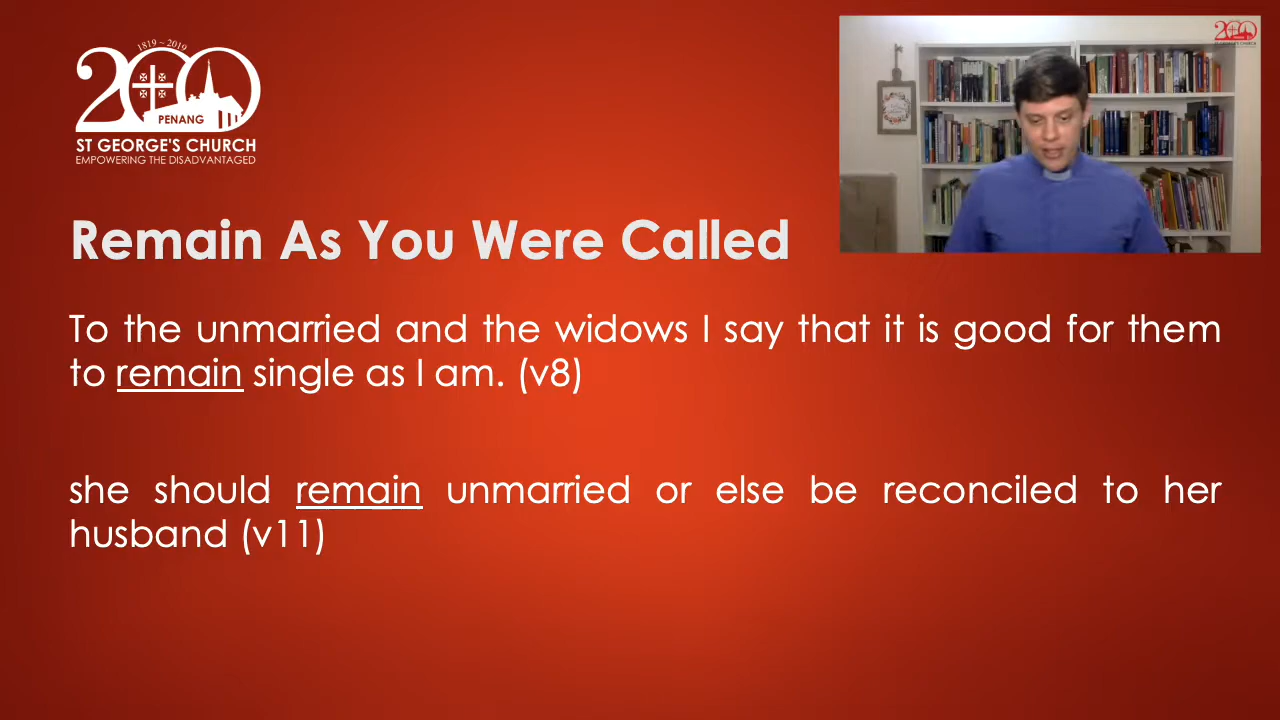 1819 ~ 2019
200
PENANG
ST GEORGE'S CHURCH
EMPOWERING THE DISADVANTAGED
Remain As You Were Called
To the unmarried and the widows I say that it is good for them
to remain single as I am. (v8)
she should remain unmarried or else be reconciled to her
husband (v11)